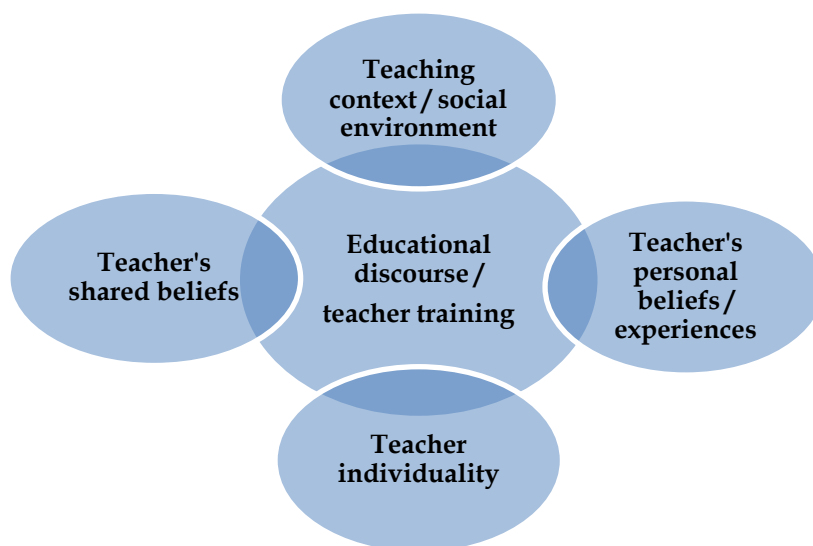 Teaching
context / social
environment
Teacher's
shared beliefs
Educational
discourse /
teacher training
Teacher's
personal
beliefs /
experiences
Teacher
individuality